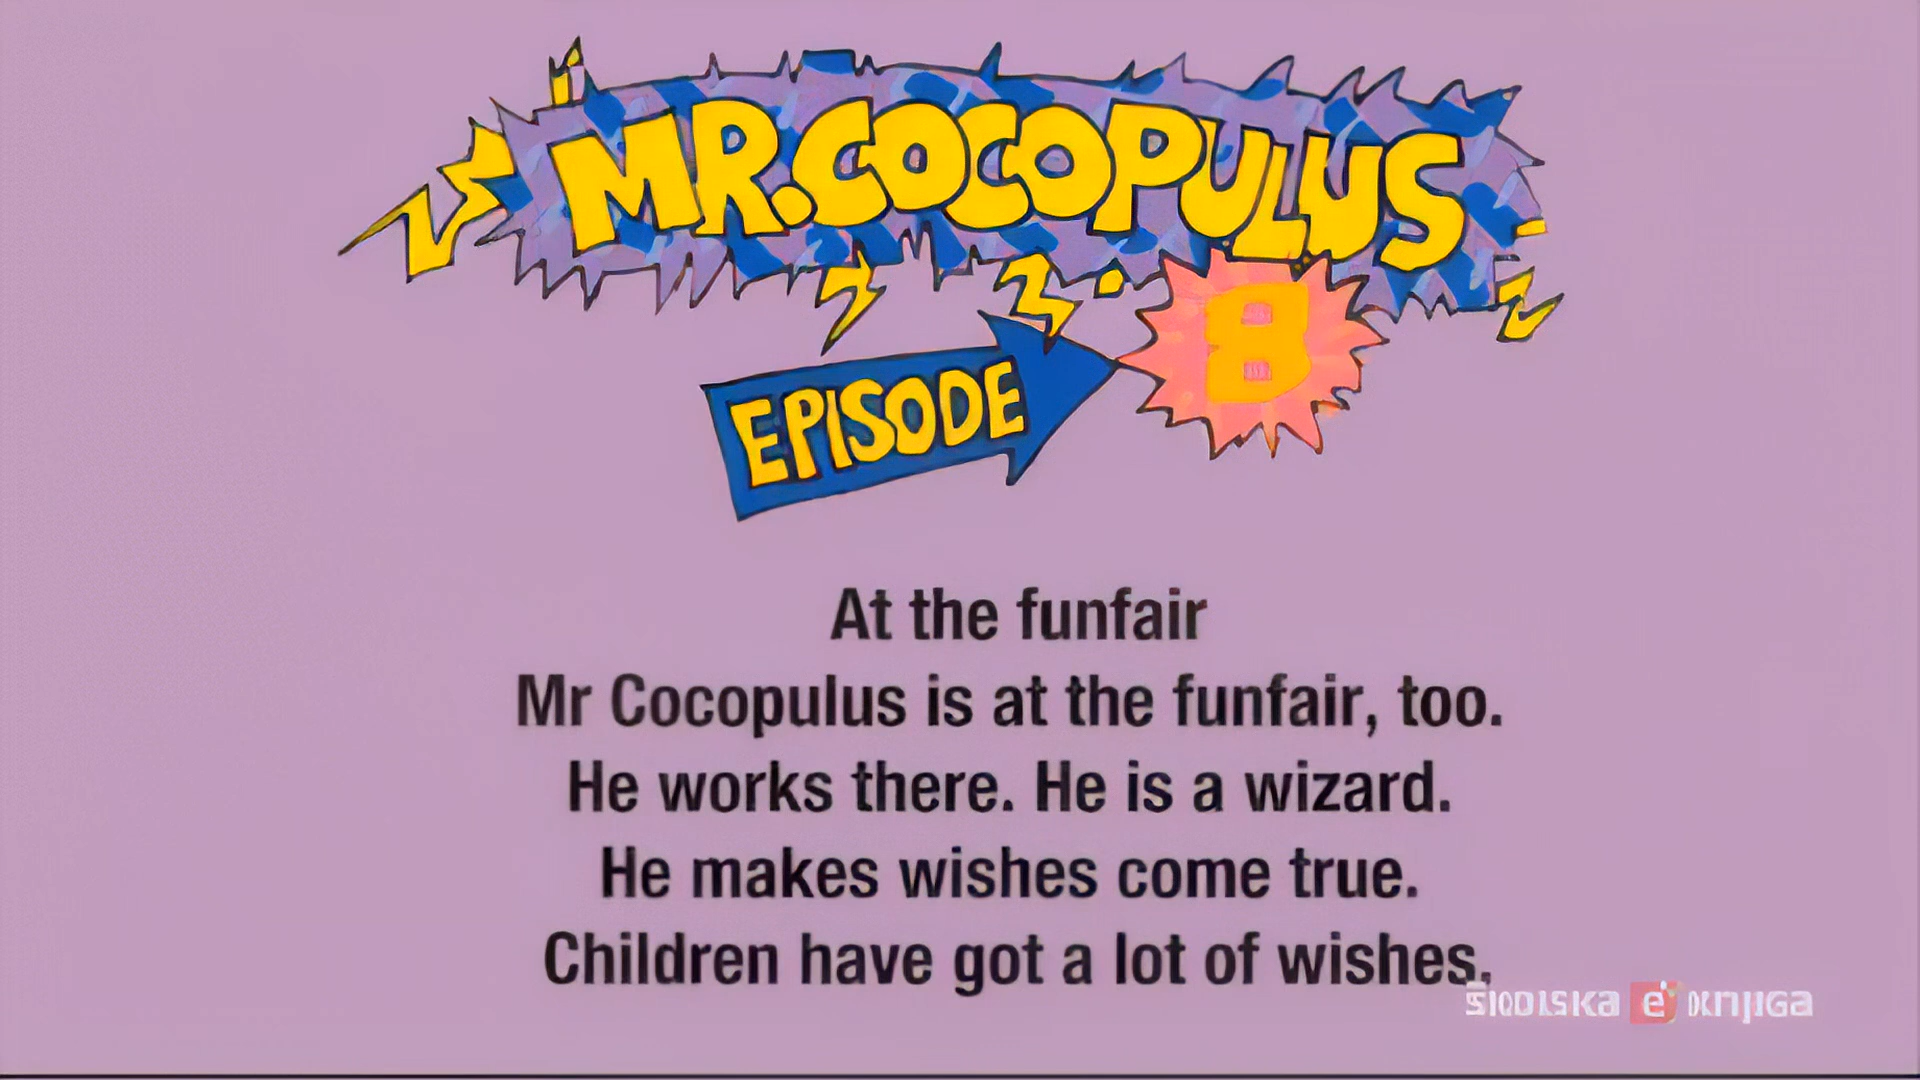 MR. COCOPULUS
EPISODE 8
At the funfair
Mr Cocopulus is at the funfair, too.
He works there. He is a wizard.
He makes wishes come true.
Children have got a lot of wishes.